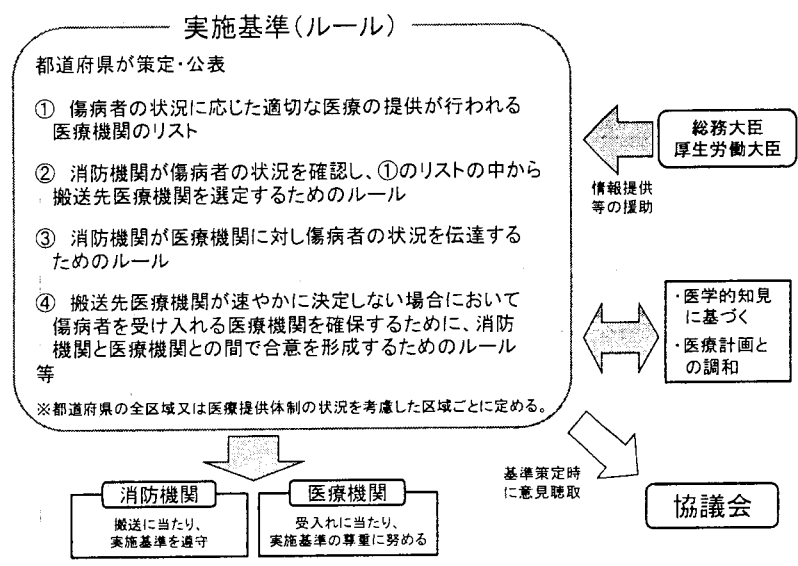 実施基準(ルール)
都道府県が策定・公表
① 傷病者の状況に応じた適切な医療の提供が行われる
医療機関のリスト
② 消防機関が傷病者の状況を確認し、①のリストの中から
搬送先医療機関を選定するためのルール
③ 消防機関が医療機関に対し傷病者の状況を伝達する
ためのルール
④ 搬送先医療機関が速やかに決定しない場合において
傷病者を受け入れる医療機関を確保するために、消防
機関と医療機関との間で合意を形成するためのルール
等
※都道府県の全区域又は医療提供体制の状況を考慮した区域ごとに定める。
総務大臣
厚生労働大臣
情報提供
等の援助
・医学的知見
に基づく
・医療計画と
の調和
基準策定時
に意見聴取
協議会
消防機関
搬送に当たり、
実施基準を遵守
医療機関
受入れに当たり、
実施基準の尊重に努める